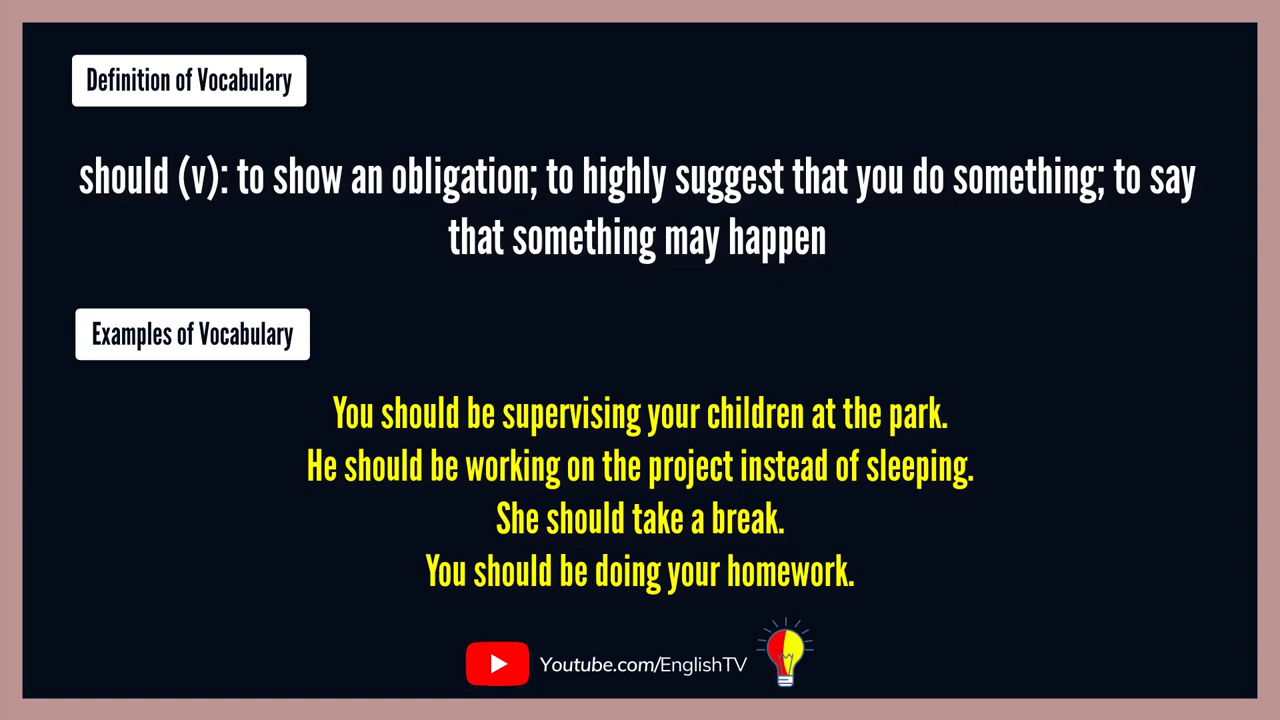 Definition of Vocabulary
should (v): to show an obligation; to highly suggest that you do something; to say
that something may happen
Examples of Vocabulary
You should be supervising your children at the park.
He should be working on the project instead of sleeping.
She should take a break.
You should be doing your homework.
Youtube.com/EnglishTV